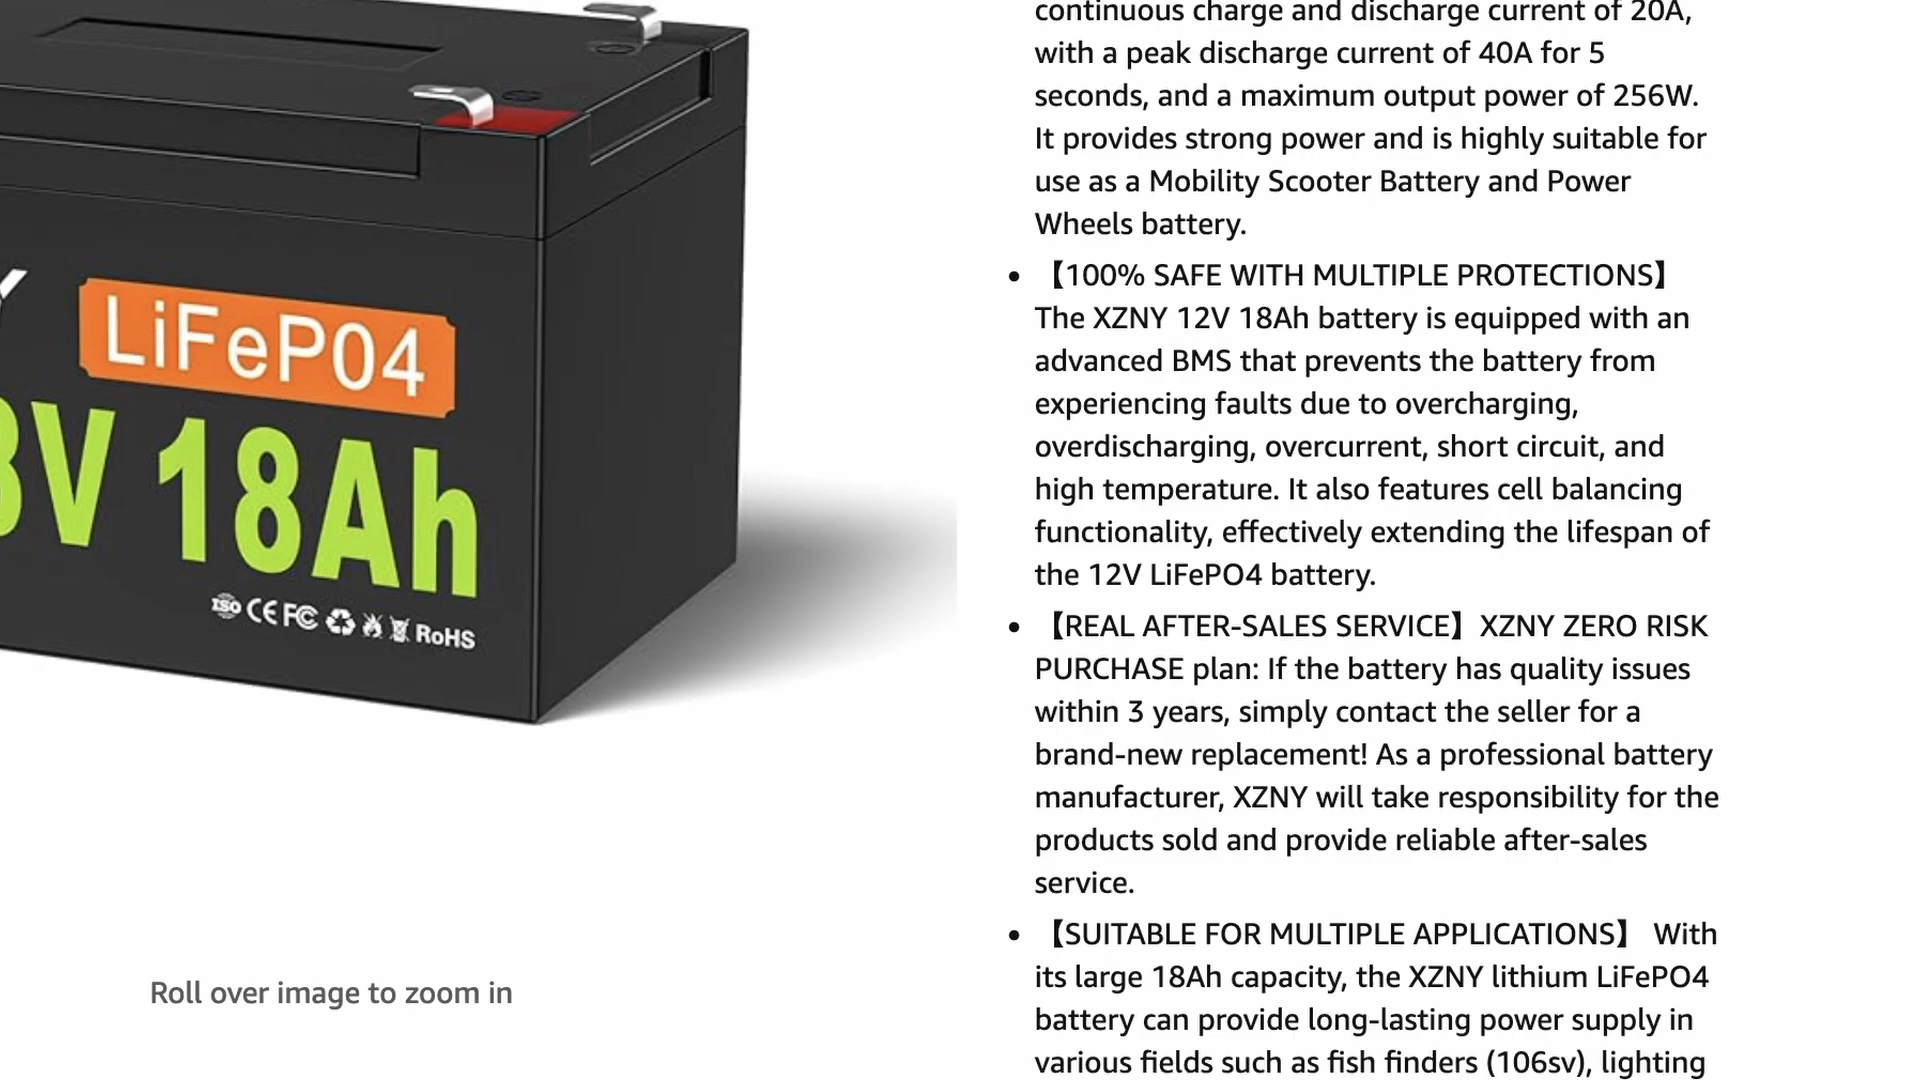 LiFePO4
V 18Ah
ISO CE FC RoHS
Roll over image to zoom in
continuous charge and discharge current of 20A,
with a peak discharge current of 40A for 5
seconds, and a maximum output power of 256W.
It provides strong power and is highly suitable for
use as a Mobility Scooter Battery and Power
Wheels battery.
• 【100% SAFE WITH MULTIPLE PROTECTIONS】
The XZNY 12V 18Ah battery is equipped with an
advanced BMS that prevents the battery from
experiencing faults due to overcharging,
overdischarging, overcurrent, short circuit, and
high temperature. It also features cell balancing
functionality, effectively extending the lifespan of
the 12V LiFePO4 battery.
• 【REAL AFTER-SALES SERVICE】XZNY ZERO RISK
PURCHASE plan: If the battery has quality issues
within 3 years, simply contact the seller for a
brand-new replacement! As a professional battery
manufacturer, XZNY will take responsibility for the
products sold and provide reliable after-sales
service.
• 【SUITABLE FOR MULTIPLE APPLICATIONS】 With
its large 18Ah capacity, the XZNY lithium LiFePO4
battery can provide long-lasting power supply in
various fields such as fish finders (106sv), lighting